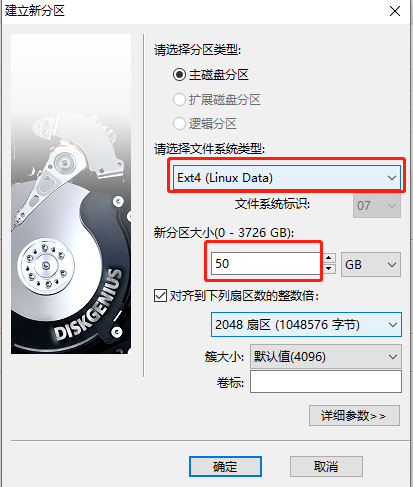 建立新分区
请选择分区类型:
主磁盘分区
扩展磁盘分区
逻辑分区
请选择文件系统类型:
Ext4 (Linux Data)
文件系统标识:
07
新分区大小(0 - 3726 GB):
50
GB
对齐到下列扇区数的整数倍:
2048 扇区 (1048576 字节)
簇大小:
默认值(4096)
卷标:
详细参数>>
确定
取消
DISKGENIUS